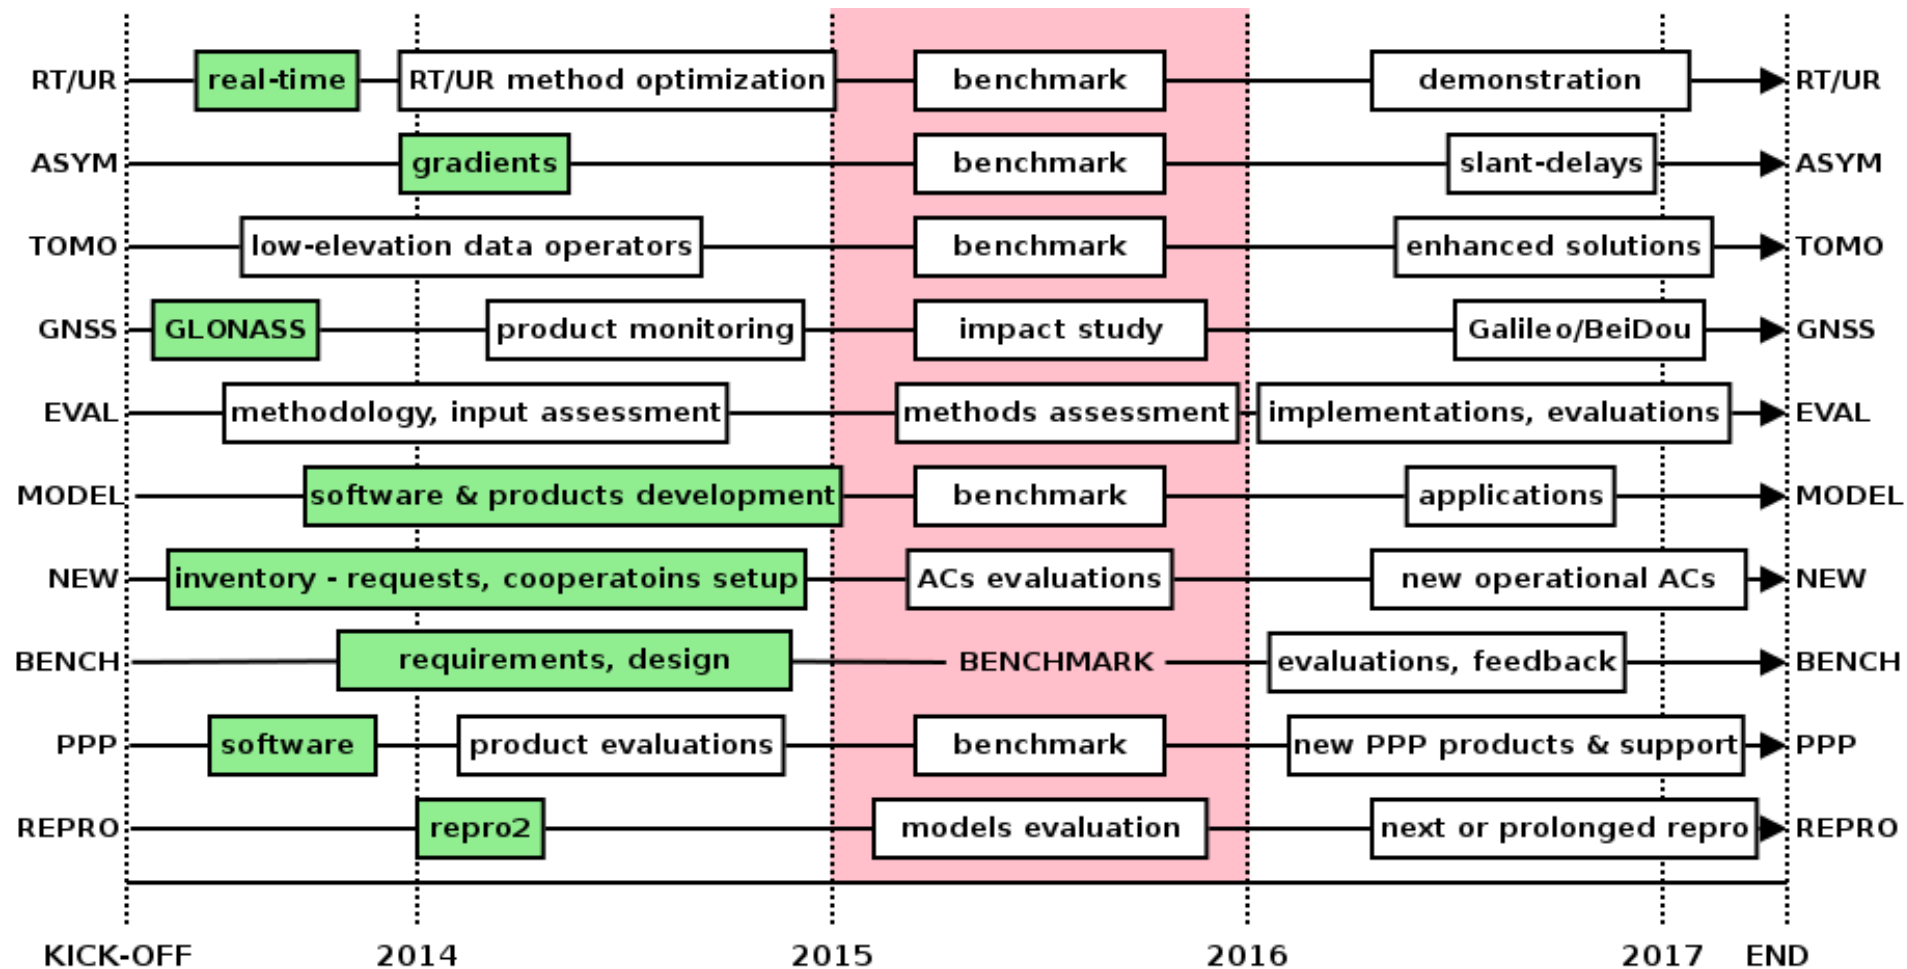 RT/UR real-time RT/UR method optimization benchmark demonstration RT/UR
ASYM gradients benchmark slant-delays ASYM
TOMO low-elevation data operators benchmark enhanced solutions TOMO
GNSS GLONASS product monitoring impact study Galileo/BeiDou GNSS
EVAL methodology, input assessment methods assessment implementations, evaluations EVAL
MODEL software & products development benchmark applications MODEL
NEW inventory - requests, cooperatoins setup ACs evaluations new operational ACs NEW
BENCH requirements, design BENCHMARK evaluations, feedback BENCH
PPP software product evaluations benchmark new PPP products & support PPP
REPRO repro2 models evaluation next or prolonged repro REPRO
KICK-OFF 2014 2015 2016 2017 END